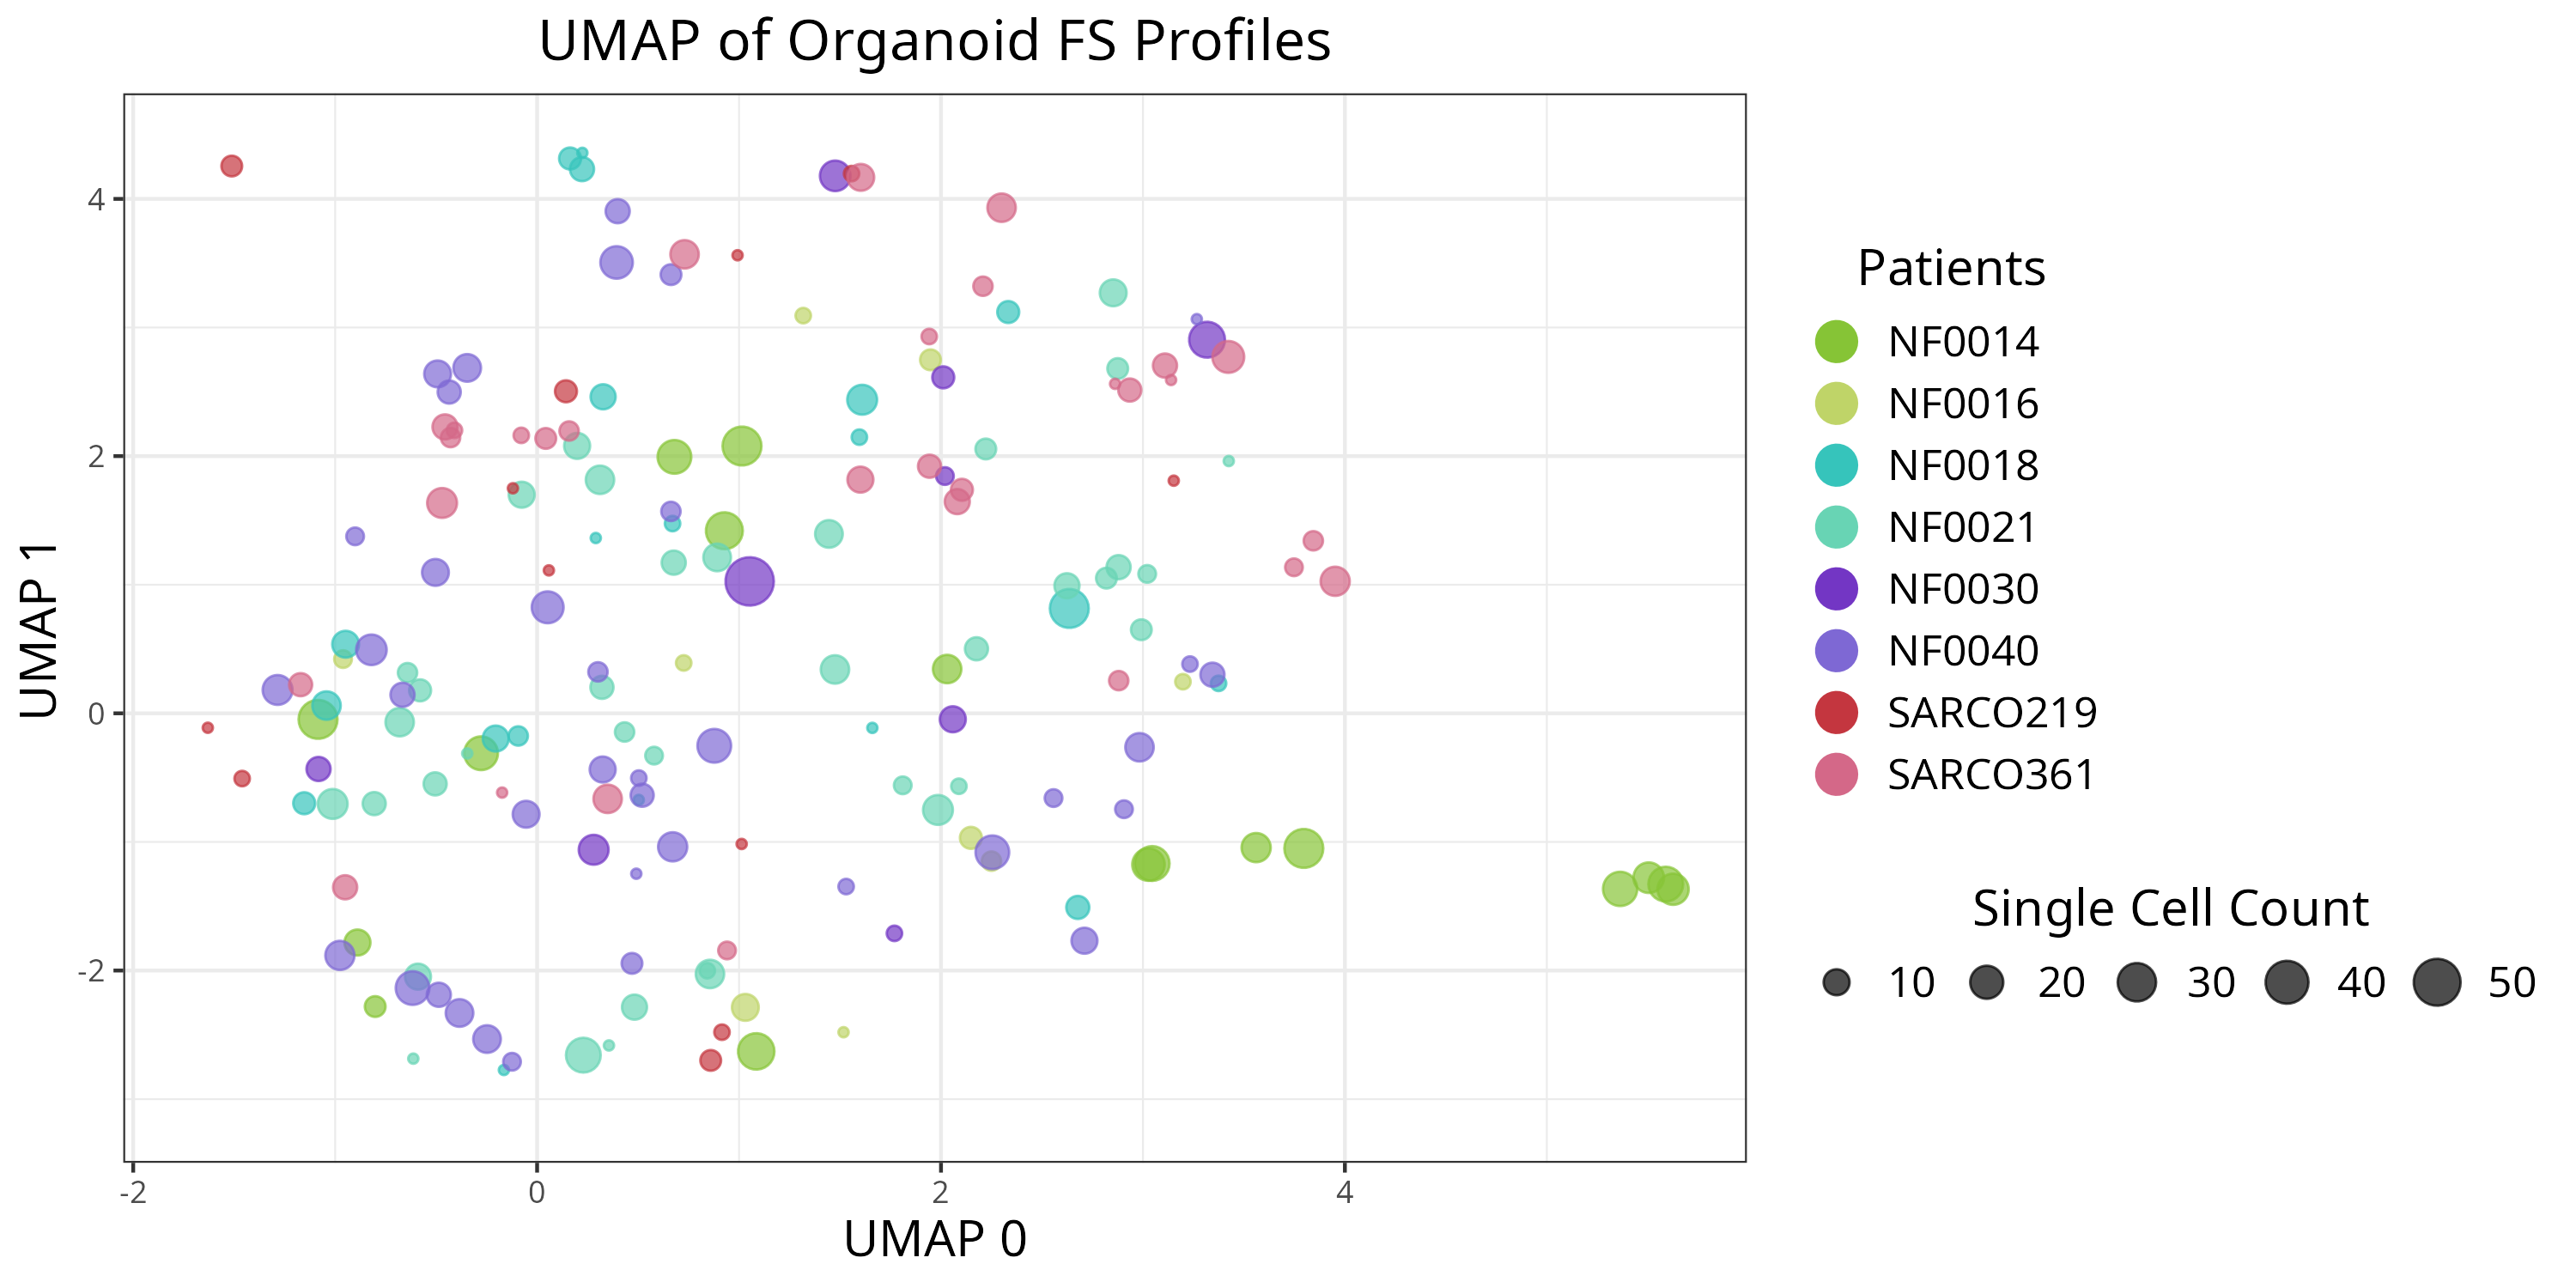 UMAP of Organoid FS Profiles
UMAP 1
4
2
0
-2
-2 0 2 4
UMAP 0
Patients
NF0014
NF0016
NF0018
NF0021
NF0030
NF0040
SARCO219
SARCO361
Single Cell Count
10 20 30 40 50